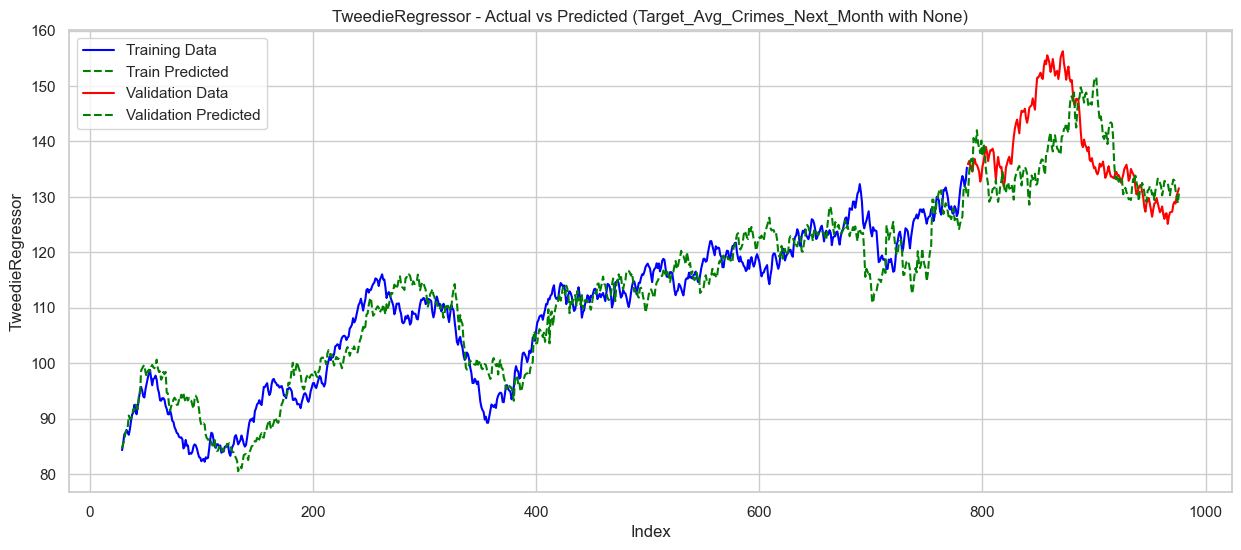 TweedieRegressor - Actual vs Predicted (Target_Avg_Crimes_Next_Month with None)
Training Data
Train Predicted
Validation Data
Validation Predicted
TweedieRegressor
160
150
140
130
120
110
100
90
80
0 200 400 600 800 1000
Index